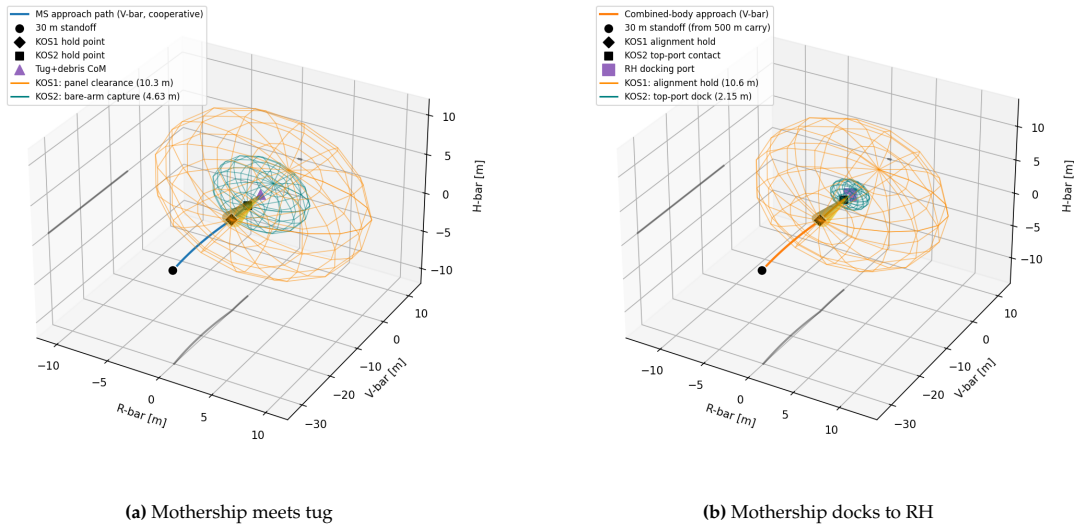 MS approach path (V-bar, cooperative)
30 m standoff
KOS1 hold point
KOS2 hold point
Tug+debris CoM
KOS1: panel clearance (10.3 m)
KOS2: bare-arm capture (4.63 m)
10
5
0
−5
−10
H-bar [m]
−10
−5
0
5
10
R-bar [m]
10
0
−10
−20
−30
V-bar [m]
(a) Mothership meets tug
Combined-body approach (V-bar)
30 m standoff (from 500 m carry)
KOS1 alignment hold
KOS2 top-port contact
RH docking port
KOS1: alignment hold (10.6 m)
KOS2: top-port dock (2.15 m)
10
5
0
−5
−10
H-bar [m]
−10
−5
0
5
10
R-bar [m]
10
0
−10
−20
−30
V-bar [m]
(b) Mothership docks to RH